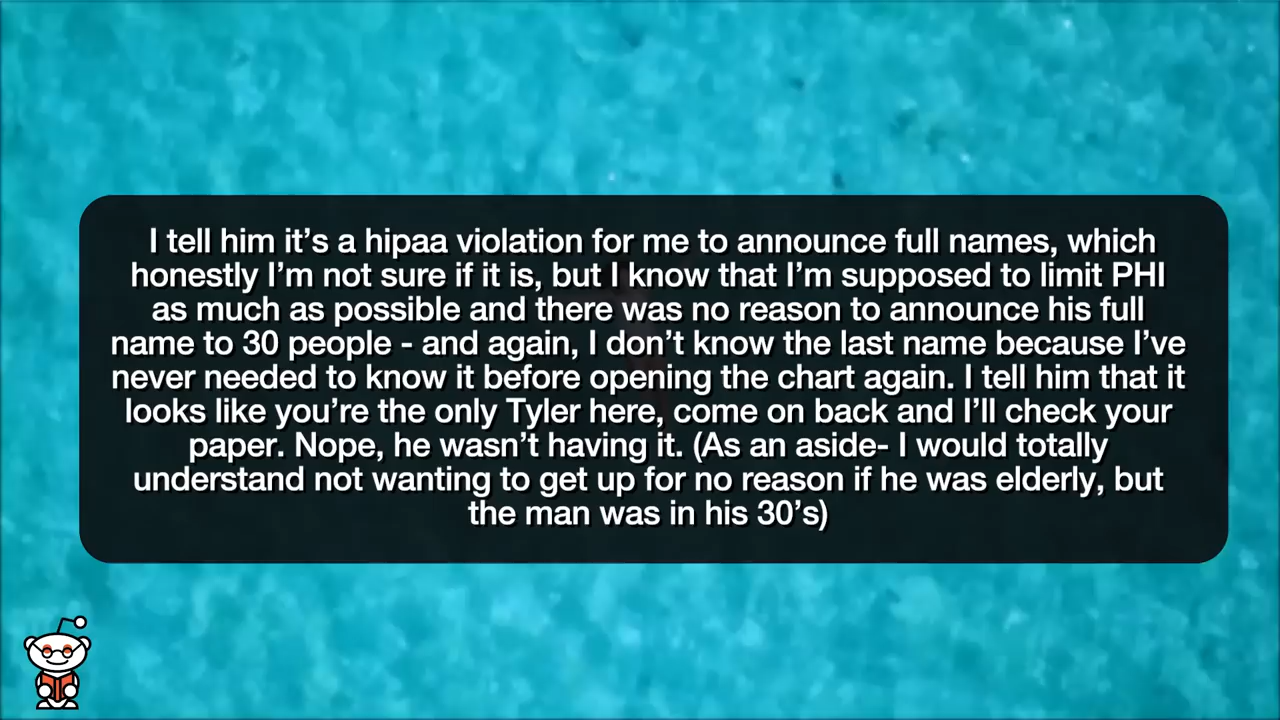 I tell him it’s a hipaa violation for me to announce full names, which
honestly I’m not sure if it is, but I know that I’m supposed to limit PHI
as much as possible and there was no reason to announce his full
name to 30 people - and again, I don’t know the last name because I’ve
never needed to know it before opening the chart again. I tell him that it
looks like you’re the only Tyler here, come on back and I’ll check your
paper. Nope, he wasn’t having it. (As an aside- I would totally
understand not wanting to get up for no reason if he was elderly, but
the man was in his 30’s)